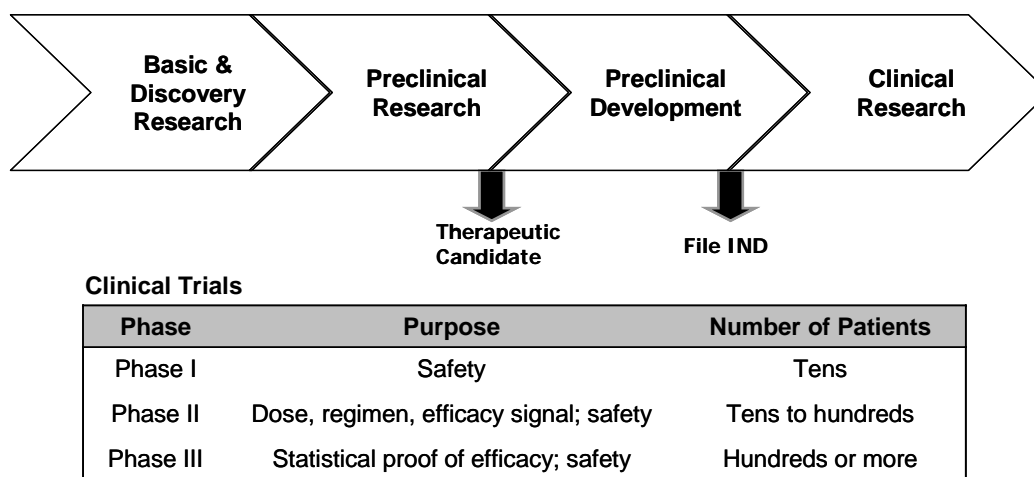 Basic &
Discovery
Research
Preclinical
Research
Preclinical
Development
Clinical
Research
Therapeutic
Candidate
File IND
Clinical Trials
Phase Purpose Number of Patients
Phase I Safety Tens
Phase II Dose, regimen, efficacy signal; safety Tens to hundreds
Phase III Statistical proof of efficacy; safety Hundreds or more